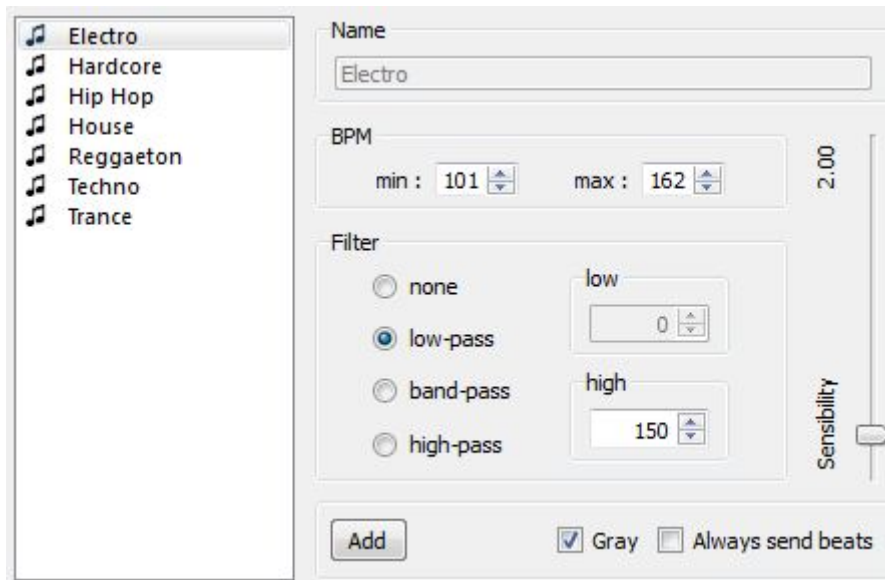 Electro
Hardcore
Hip Hop
House
Reggaeton
Techno
Trance
Name
Electro
BPM
min : 101 max : 162
2.00
Filter
none
low-pass
band-pass
high-pass
low
0
high
150
Sensibility
Add Gray Always send beats